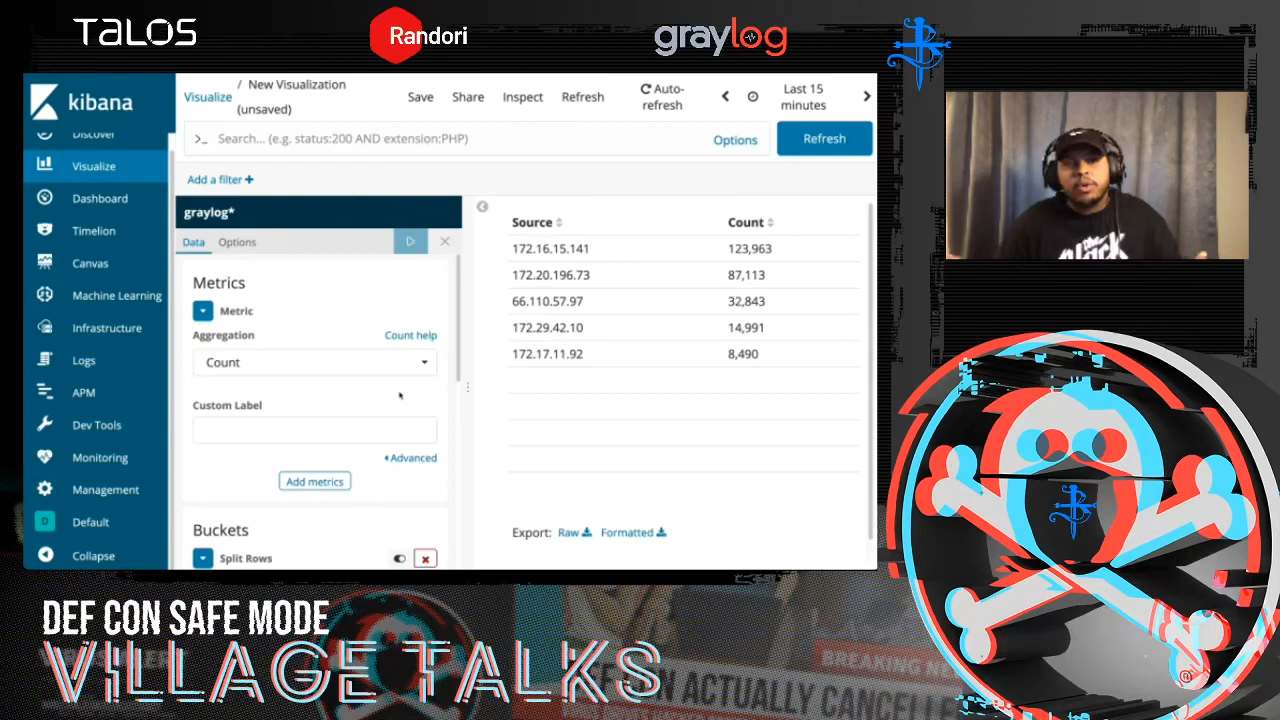 TALOS
Randori
graylog
kibana
Discover
Visualize
Dashboard
Timelion
Canvas
Machine Learning
Infrastructure
Logs
APM
Dev Tools
Monitoring
Management
D Default
Collapse
Visualize / New Visualization
(unsaved)
Save Share Inspect Refresh
Auto-
refresh
Last 15
minutes
>_ Search... (e.g. status:200 AND extension:PHP)
Options
Refresh
Add a filter +
graylog*
Data Options
Metrics
Metric
Aggregation Count help
Count
Custom Label
Advanced
Add metrics
Buckets
Split Rows
Source Count
172.16.15.141 123,963
172.20.196.73 87,113
66.110.57.97 32,843
172.29.42.10 14,991
172.17.11.92 8,490
Export: Raw Formatted
DEF CON SAFE MODE
VILLAGE TALKS
BREAKING NE
ACTUALLY CANCELLE